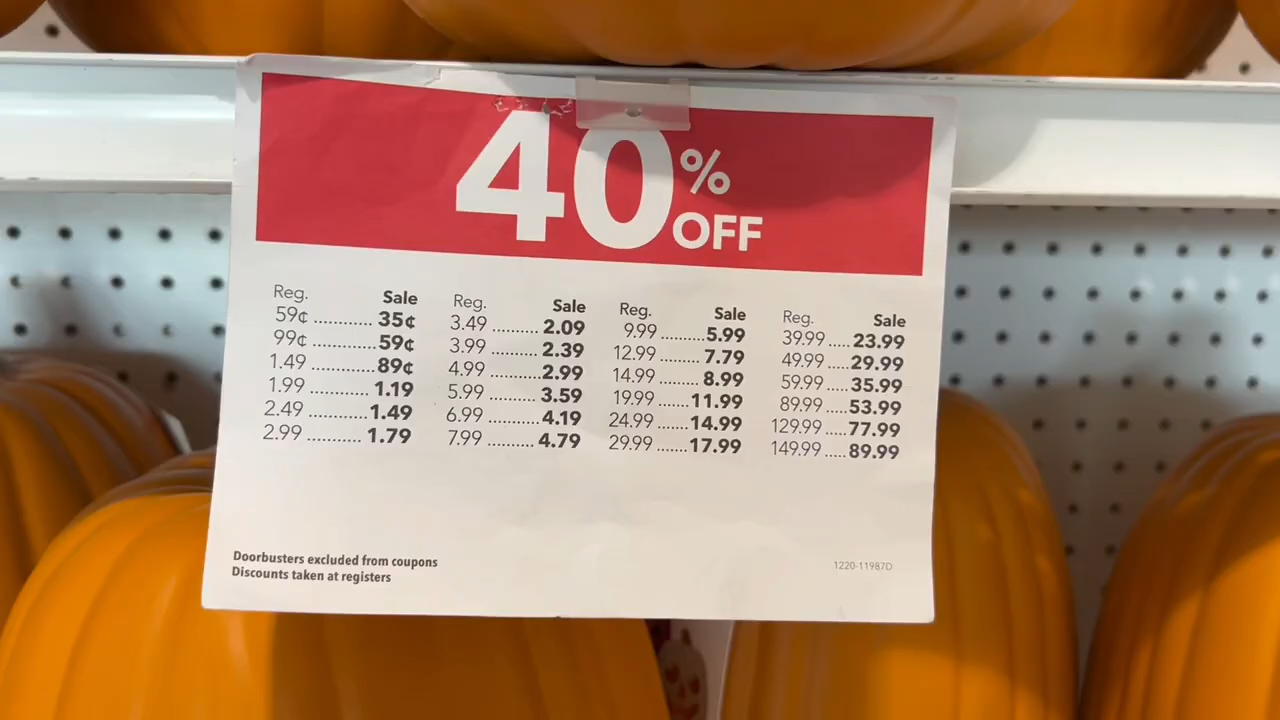 40%
OFF
Reg. Sale
59¢ ............ 35¢
99¢ ............ 59¢
1.49 ............ 89¢
1.99 ............ 1.19
2.49 ............ 1.49
2.99 ........... 1.79
Reg. Sale
3.49 .......... 2.09
3.99 .......... 2.39
4.99 .......... 2.99
5.99 .......... 3.59
6.99 .......... 4.19
7.99 .......... 4.79
Reg. Sale
9.99 .......... 5.99
12.99 ........ 7.79
14.99 ........ 8.99
19.99 ....... 11.99
24.99 ....... 14.99
29.99 ....... 17.99
Reg. Sale
39.99 ..... 23.99
49.99 ..... 29.99
59.99 ..... 35.99
89.99 ..... 53.99
129.99 ..... 77.99
149.99 ..... 89.99
Doorbusters excluded from coupons
Discounts taken at registers
1220-11987D